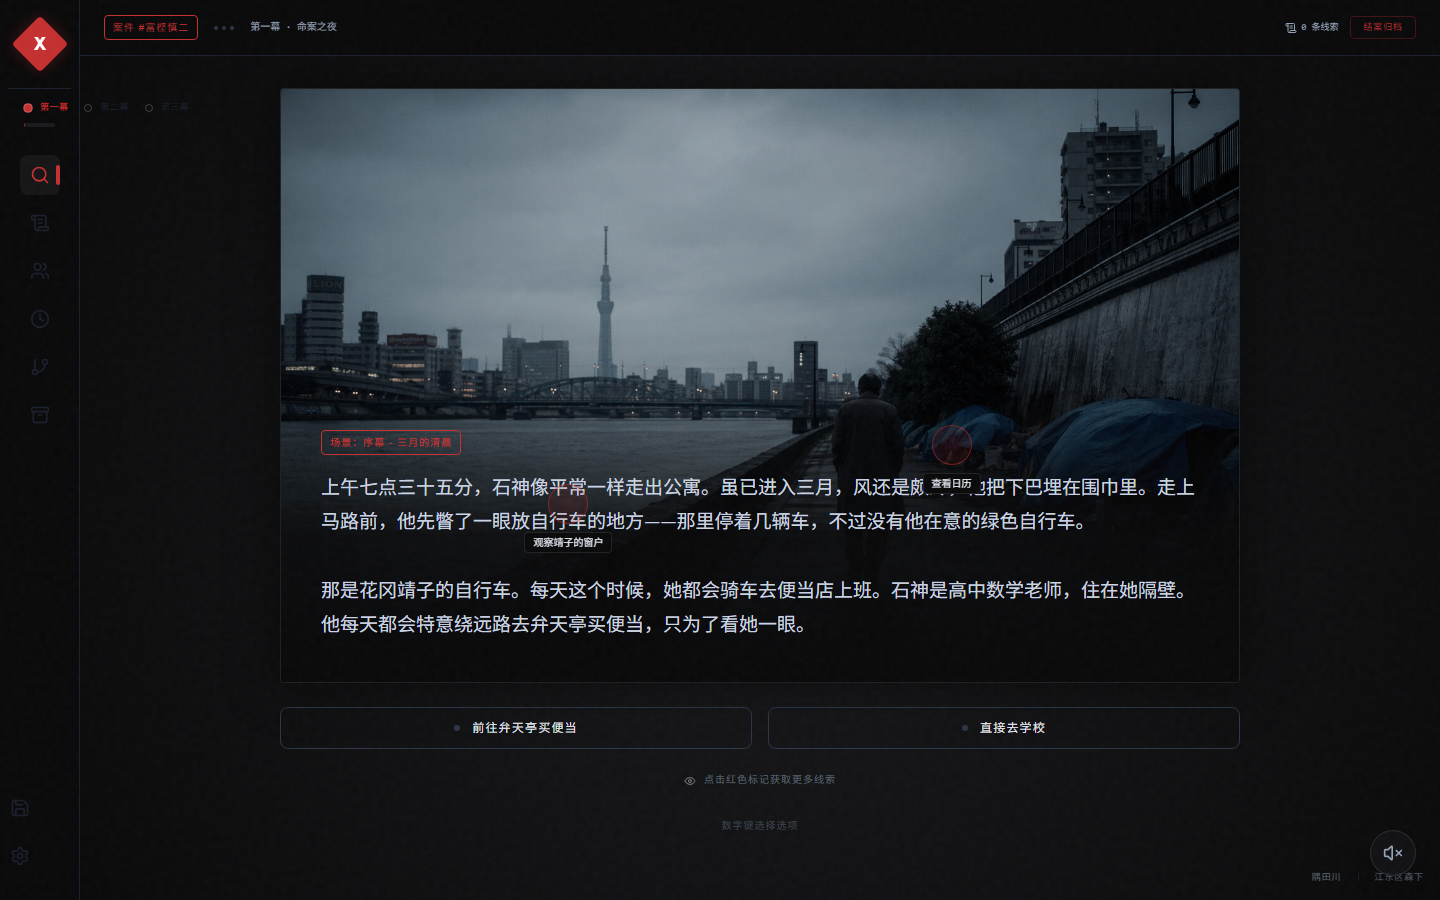 X
案件 #富樫慎二
第一幕 · 命案之夜
0 条线索
结案归档
第一幕
第二幕
第三幕
LION
场景：序幕 - 三月的清晨
上午七点三十五分，石神像平常一样走出公寓。虽已进入三月，风还是颇 把下巴埋在围巾里。走上
查看日历
马路前，他先瞥了一眼放自行车的地方——那里停着几辆车，不过没有他在意的绿色自行车。
观察靖子的窗户
那是花冈靖子的自行车。每天这个时候，她都会骑车去便当店上班。石神是高中数学老师，住在她隔壁。
他每天都会特意绕远路去弁天亭买便当，只为了看她一眼。
前往弁天亭买便当
直接去学校
点击红色标记获取更多线索
数字键选择选项
隅田川
江东区森下